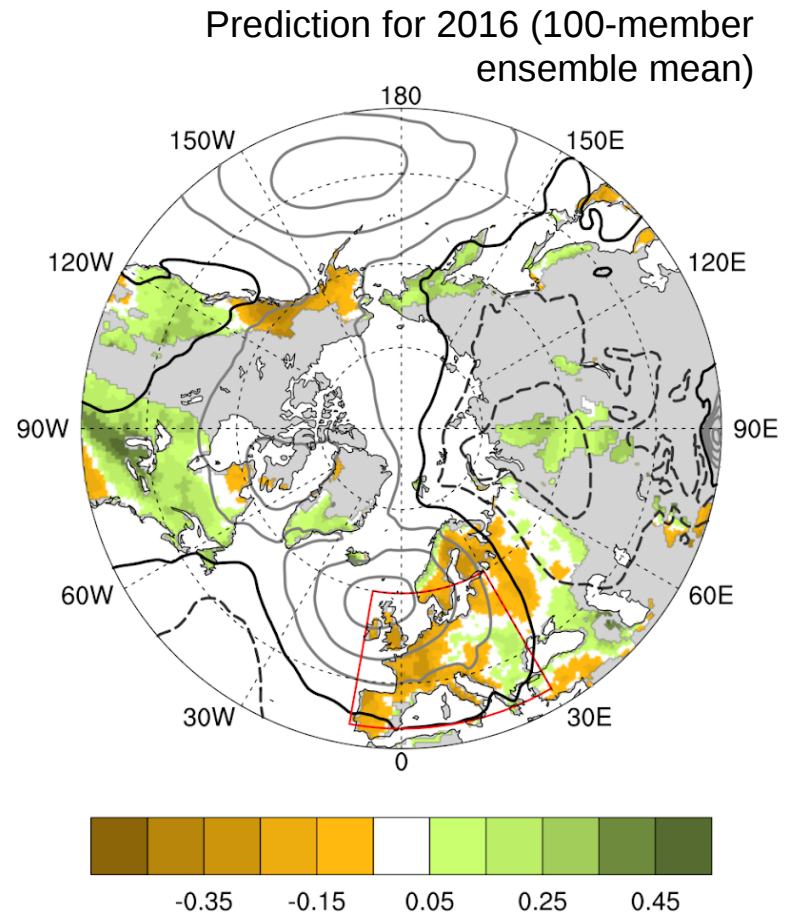 Prediction for 2016 (100-member
ensemble mean)
180
150W
150E
120W
120E
90W
90E
60W
60E
30W
30E
0
-0.35
-0.15
0.05
0.25
0.45